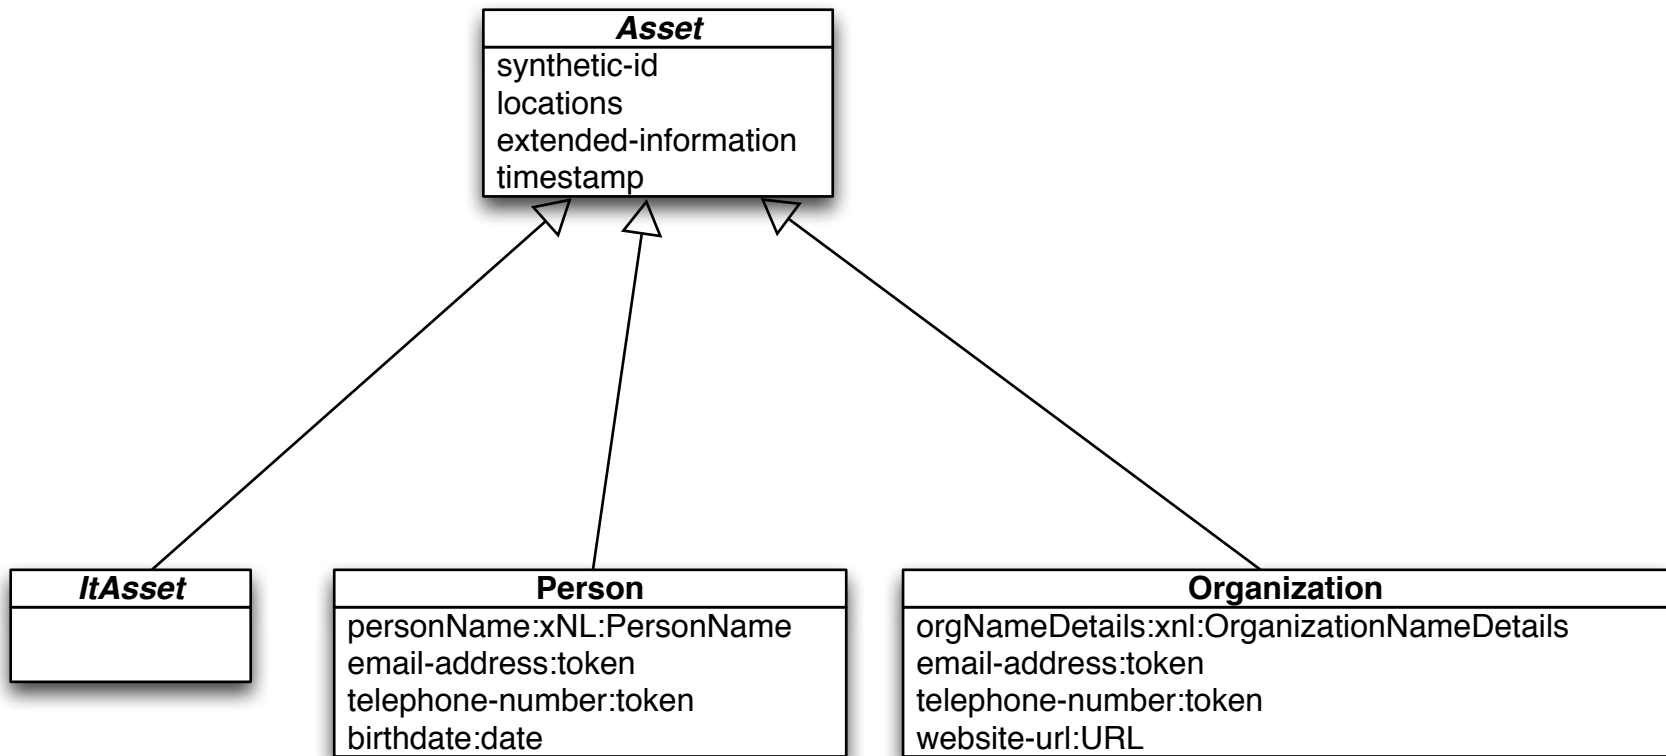 Asset
synthetic-id
locations
extended-information
timestamp
ItAsset
Person
personName:xNL:PersonName
email-address:token
telephone-number:token
birthdate:date
Organization
orgNameDetails:xnl:OrganizationNameDetails
email-address:token
telephone-number:token
website-url:URL